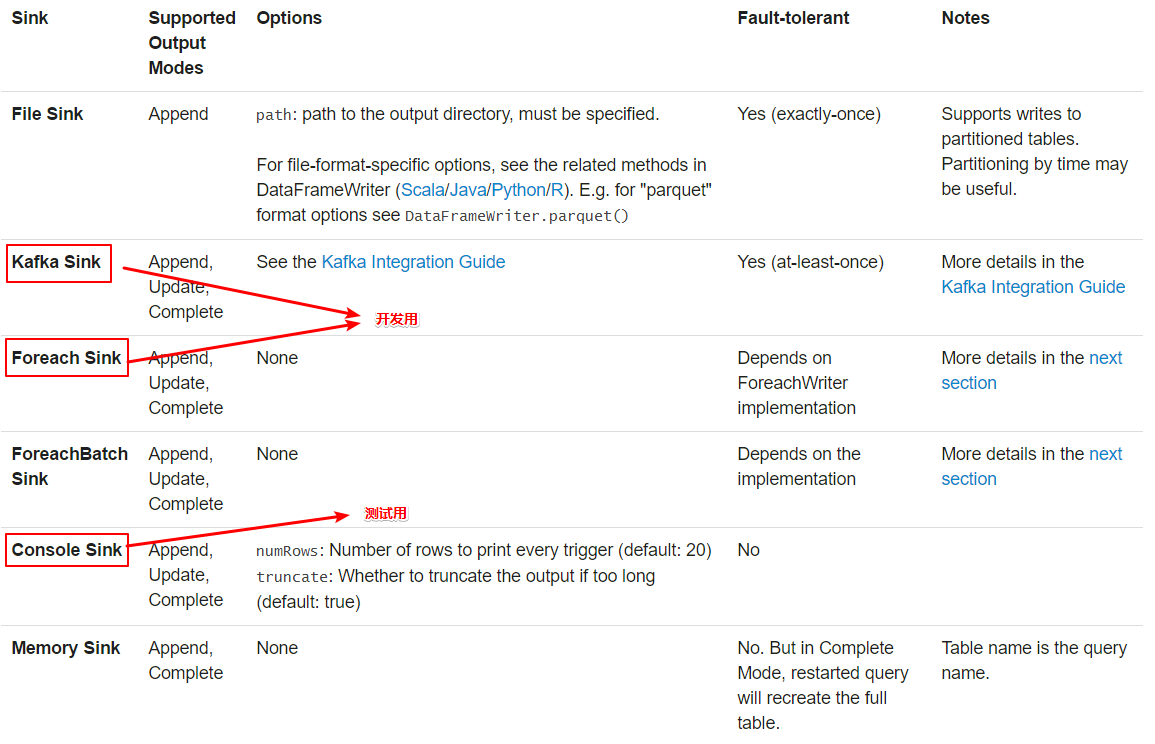 Sink
Supported
Output
Modes
Options
Fault-tolerant
Notes
File Sink
Append
path: path to the output directory, must be specified.
For file-format-specific options, see the related methods in
DataFrameWriter (Scala/Java/Python/R). E.g. for "parquet"
format options see DataFrameWriter.parquet()
Yes (exactly-once)
Supports writes to
partitioned tables.
Partitioning by time may
be useful.
Kafka Sink
Append,
Update,
Complete
See the Kafka Integration Guide
Yes (at-least-once)
More details in the
Kafka Integration Guide
开发用
Foreach Sink
Append,
Update,
Complete
None
Depends on
ForeachWriter
implementation
More details in the next
section
ForeachBatch
Sink
Append,
Update,
Complete
None
Depends on the
implementation
More details in the next
section
测试用
Console Sink
Append,
Update,
Complete
numRows: Number of rows to print every trigger (default: 20)
truncate: Whether to truncate the output if too long
(default: true)
No
Memory Sink
Append,
Complete
None
No. But in Complete
Mode, restarted query
will recreate the full
table.
Table name is the query
name.